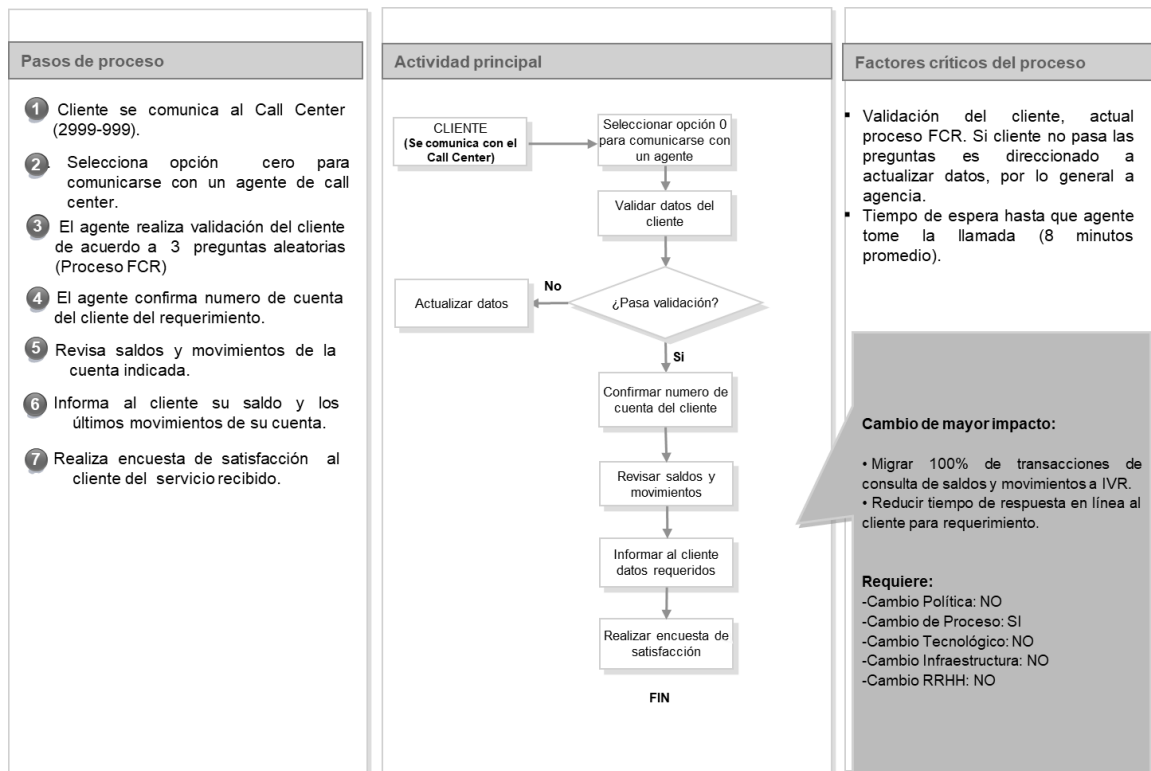 Pasos de proceso
1 Cliente se comunica al Call Center
(2999-999).
2. Selecciona opción cero para
comunicarse con un agente de call
center.
3 El agente realiza validación del cliente
de acuerdo a 3 preguntas aleatorias
(Proceso FCR)
4 El agente confirma numero de cuenta
del cliente del requerimiento.
5 Revisa saldos y movimientos de la
cuenta indicada.
6 Informa al cliente su saldo y los
últimos movimientos de su cuenta.
7 Realiza encuesta de satisfacción al
cliente del servicio recibido.
Actividad principal
CLIENTE
(Se comunica con el
Call Center)
Seleccionar opción 0
para comunicarse con
un agente
Validar datos del
cliente
¿Pasa validación?
No
Actualizar datos
Si
Confirmar numero de
cuenta del cliente
Revisar saldos y
movimientos
Informar al cliente
datos requeridos
Realizar encuesta de
satisfacción
FIN
Factores críticos del proceso
▪ Validación del cliente, actual
proceso FCR. Si cliente no pasa las
preguntas es direccionado a
actualizar datos, por lo general a
agencia.
▪ Tiempo de espera hasta que agente
tome la llamada (8 minutos
promedio).
Cambio de mayor impacto:
• Migrar 100% de transacciones de
consulta de saldos y movimientos a IVR.
• Reducir tiempo de respuesta en línea al
cliente para requerimiento.
Requiere:
-Cambio Política: NO
-Cambio de Proceso: SI
-Cambio Tecnológico: NO
-Cambio Infraestructura: NO
-Cambio RRHH: NO